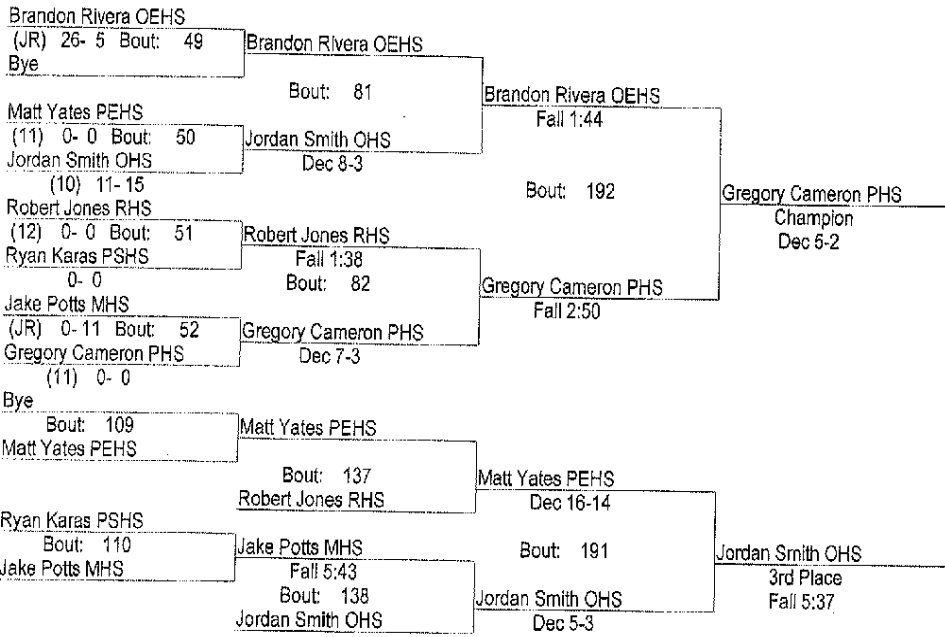 Brandon Rivera OEHS
(JR) 26- 5 Bout: 49
Bye
Brandon Rivera OEHS
Bout: 81
Matt Yates PEHS
(11) 0- 0 Bout: 50
Jordan Smith OHS
(10) 11- 15
Jordan Smith OHS
Dec 8-3
Brandon Rivera OEHS
Fall 1:44
Robert Jones RHS
(12) 0- 0 Bout: 51
Ryan Karas PSHS
0- 0
Robert Jones RHS
Fall 1:38
Bout: 82
Jake Potts MHS
(JR) 0- 11 Bout: 52
Gregory Cameron PHS
(11) 0- 0
Gregory Cameron PHS
Dec 7-3
Gregory Cameron PHS
Fall 2:50
Bout: 192
Gregory Cameron PHS
Champion
Dec 5-2
Bye
Bout: 109
Matt Yates PEHS
Matt Yates PEHS
Bout: 137
Robert Jones RHS
Matt Yates PEHS
Dec 16-14
Ryan Karas PSHS
Bout: 110
Jake Potts MHS
Jake Potts MHS
Fall 5:43
Bout: 138
Jordan Smith OHS
Jordan Smith OHS
Dec 5-3
Bout: 191
Jordan Smith OHS
3rd Place
Fall 5:37